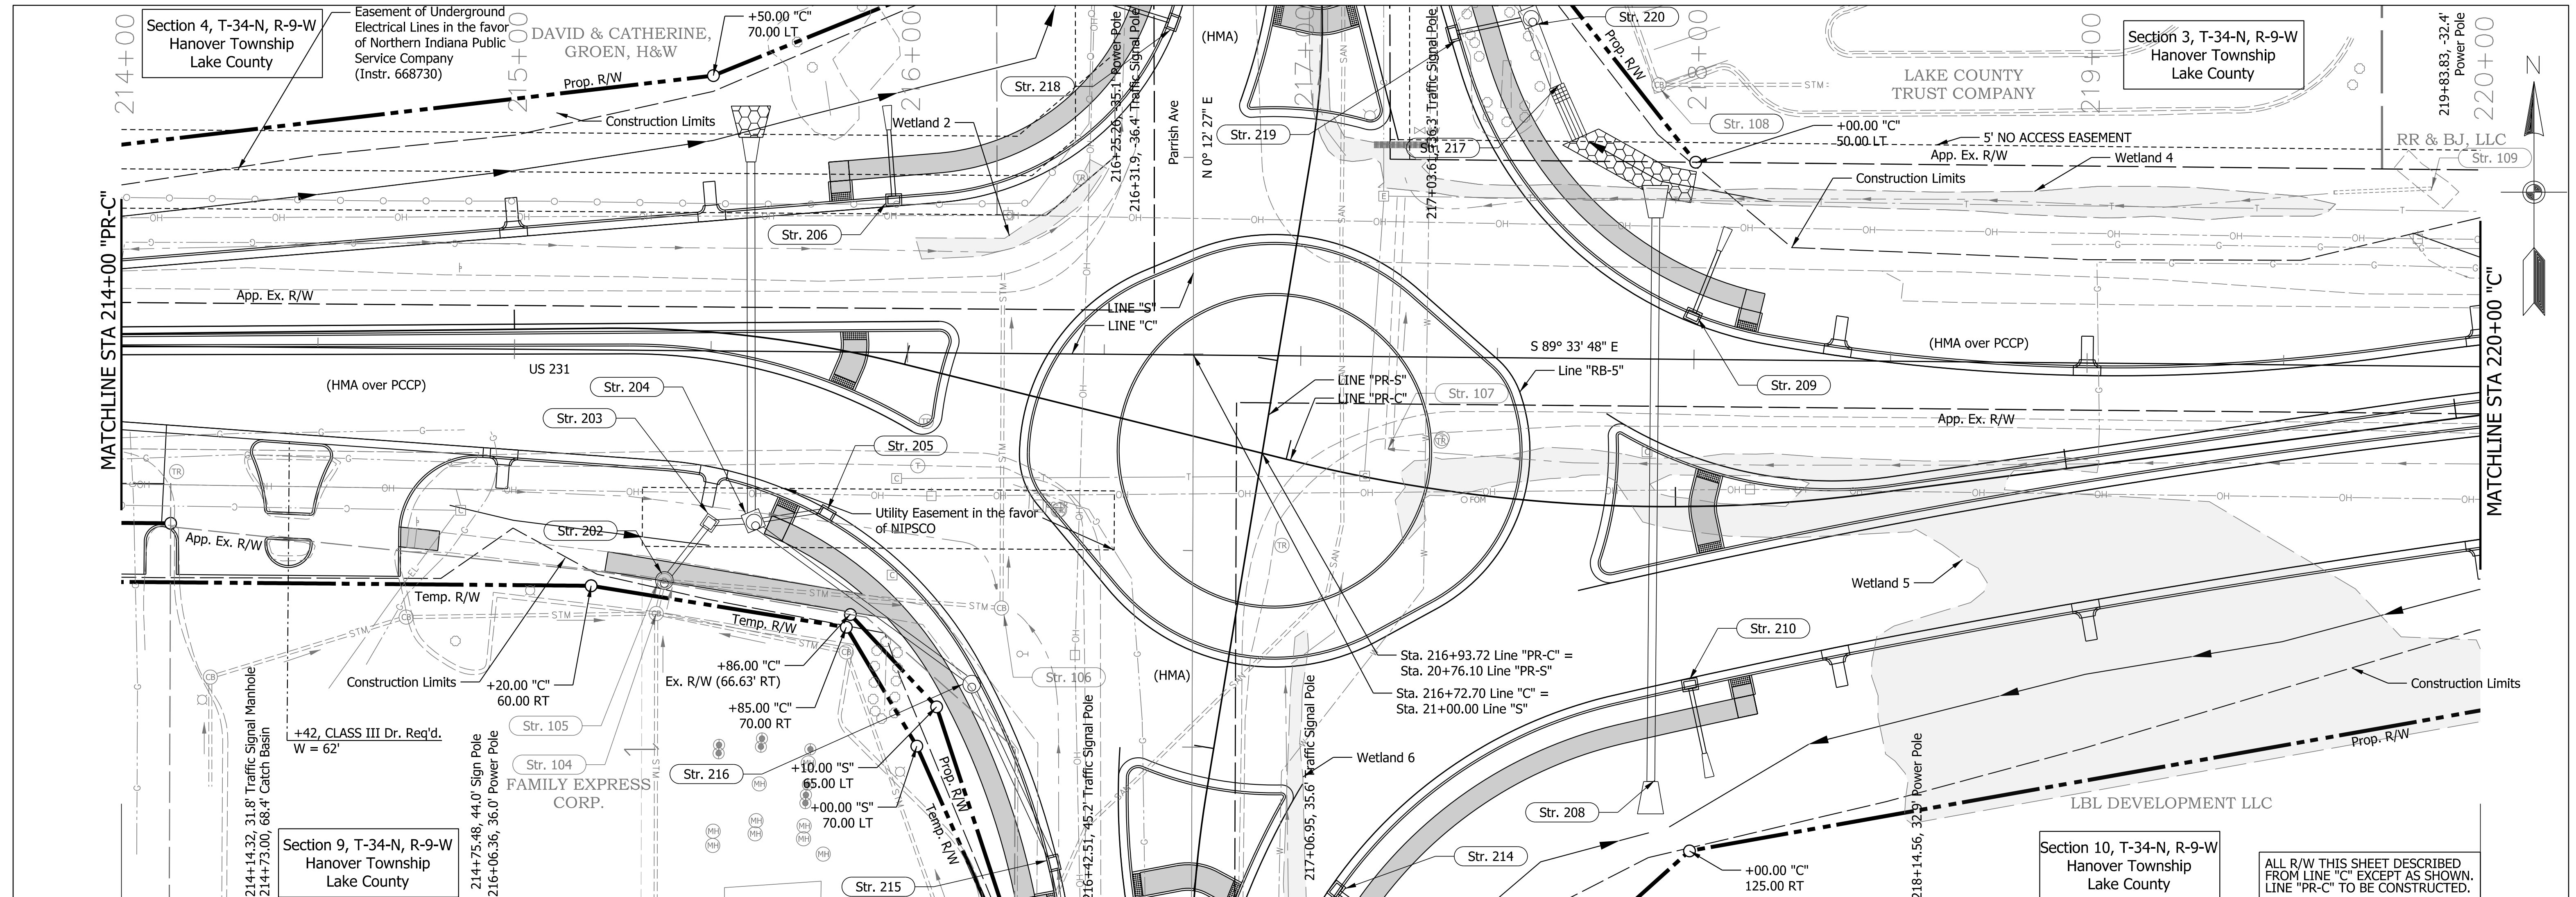 Section 4, T-34-N, R-9-W
Hanover Township
Lake County
Easement of Underground
Electrical Lines in the favor
of Northern Indiana Public
Service Company
(Instr. 668730)
DAVID & CATHERINE,
GROEN, H&W
+50.00 "C"
70.00 LT
214+00
215+00
216+00
217+00
218+00
219+00
220+00
Prop. R/W
Construction Limits
Str. 218
Wetland 2
216+25.26, -35.1' Power Pole
216+31.9, -36.4' Traffic Signal Pole
Parrish Ave
N 0° 12' 27" E
(HMA)
Str. 219
Str. 217
Str. 220
Prop. R/W
Str. 108
LAKE COUNTY
TRUST COMPANY
Section 3, T-34-N, R-9-W
Hanover Township
Lake County
219+83.83, -32.4'
Power Pole
N
+00.00 "C"
50.00 LT
5' NO ACCESS EASEMENT
App. Ex. R/W
Wetland 4
RR & BJ, LLC
Str. 109
Construction Limits
MATCHLINE STA 214+00 "PR-C"
Str. 206
App. Ex. R/W
LINE "S"
LINE "C"
US 231
(HMA over PCCP)
S 89° 33' 48" E
Line "RB-5"
(HMA over PCCP)
Str. 209
LINE "PR-S"
LINE "PR-C"
Str. 107
App. Ex. R/W
MATCHLINE STA 220+00 "C"
Str. 204
Str. 203
Str. 205
Utility Easement in the favor
of NIPSCO
Str. 202
App. Ex. R/W
Temp. R/W
Temp. R/W
Construction Limits
+20.00 "C"
60.00 RT
+86.00 "C"
Ex. R/W (66.63' RT)
+85.00 "C"
70.00 RT
Str. 105
Str. 104
Str. 106
+42, CLASS III Dr. Req'd.
W = 62'
FAMILY EXPRESS
CORP.
Str. 216
+10.00 "S"
65.00 LT
+00.00 "S"
70.00 LT
Prop. R/W
Temp. R/W
Str. 215
(HMA)
Sta. 216+93.72 Line "PR-C" =
Sta. 20+76.10 Line "PR-S"
Sta. 216+72.70 Line "C" =
Sta. 21+00.00 Line "S"
Wetland 6
Wetland 5
Str. 210
Str. 208
Str. 214
Construction Limits
Prop. R/W
LBL DEVELOPMENT LLC
+00.00 "C"
125.00 RT
214+14.32, 31.8' Traffic Signal Manhole
214+73.00, 68.4' Catch Basin
214+75.48, 44.0' Sign Pole
216+06.36, 36.0' Power Pole
216+42.51, 45.2' Traffic Signal Pole
217+06.95, 35.6' Traffic Signal Pole
218+14.56, 32.9' Power Pole
Section 9, T-34-N, R-9-W
Hanover Township
Lake County
Section 10, T-34-N, R-9-W
Hanover Township
Lake County
ALL R/W THIS SHEET DESCRIBED
FROM LINE "C" EXCEPT AS SHOWN.
LINE "PR-C" TO BE CONSTRUCTED.